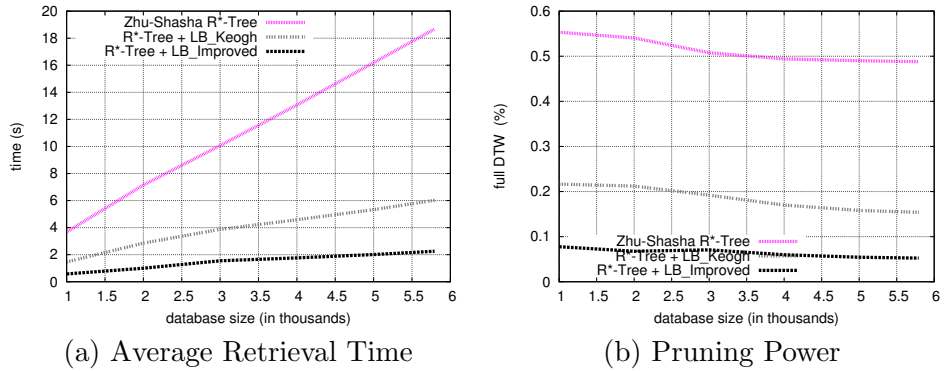 20
18
16
14
12
10
8
6
4
2
0
time (s)
Zhu-Shasha R*-Tree
R*-Tree + LB_Keogh
R*-Tree + LB_Improved
1 1.5 2 2.5 3 3.5 4 4.5 5 5.5 6
database size (in thousands)
(a) Average Retrieval Time
0.6
0.5
0.4
0.3
0.2
0.1
0
full DTW (%)
Zhu-Shasha R*-Tree
R*-Tree + LB_Keogh
R*-Tree + LB_Improved
1 1.5 2 2.5 3 3.5 4 4.5 5 5.5 6
database size (in thousands)
(b) Pruning Power